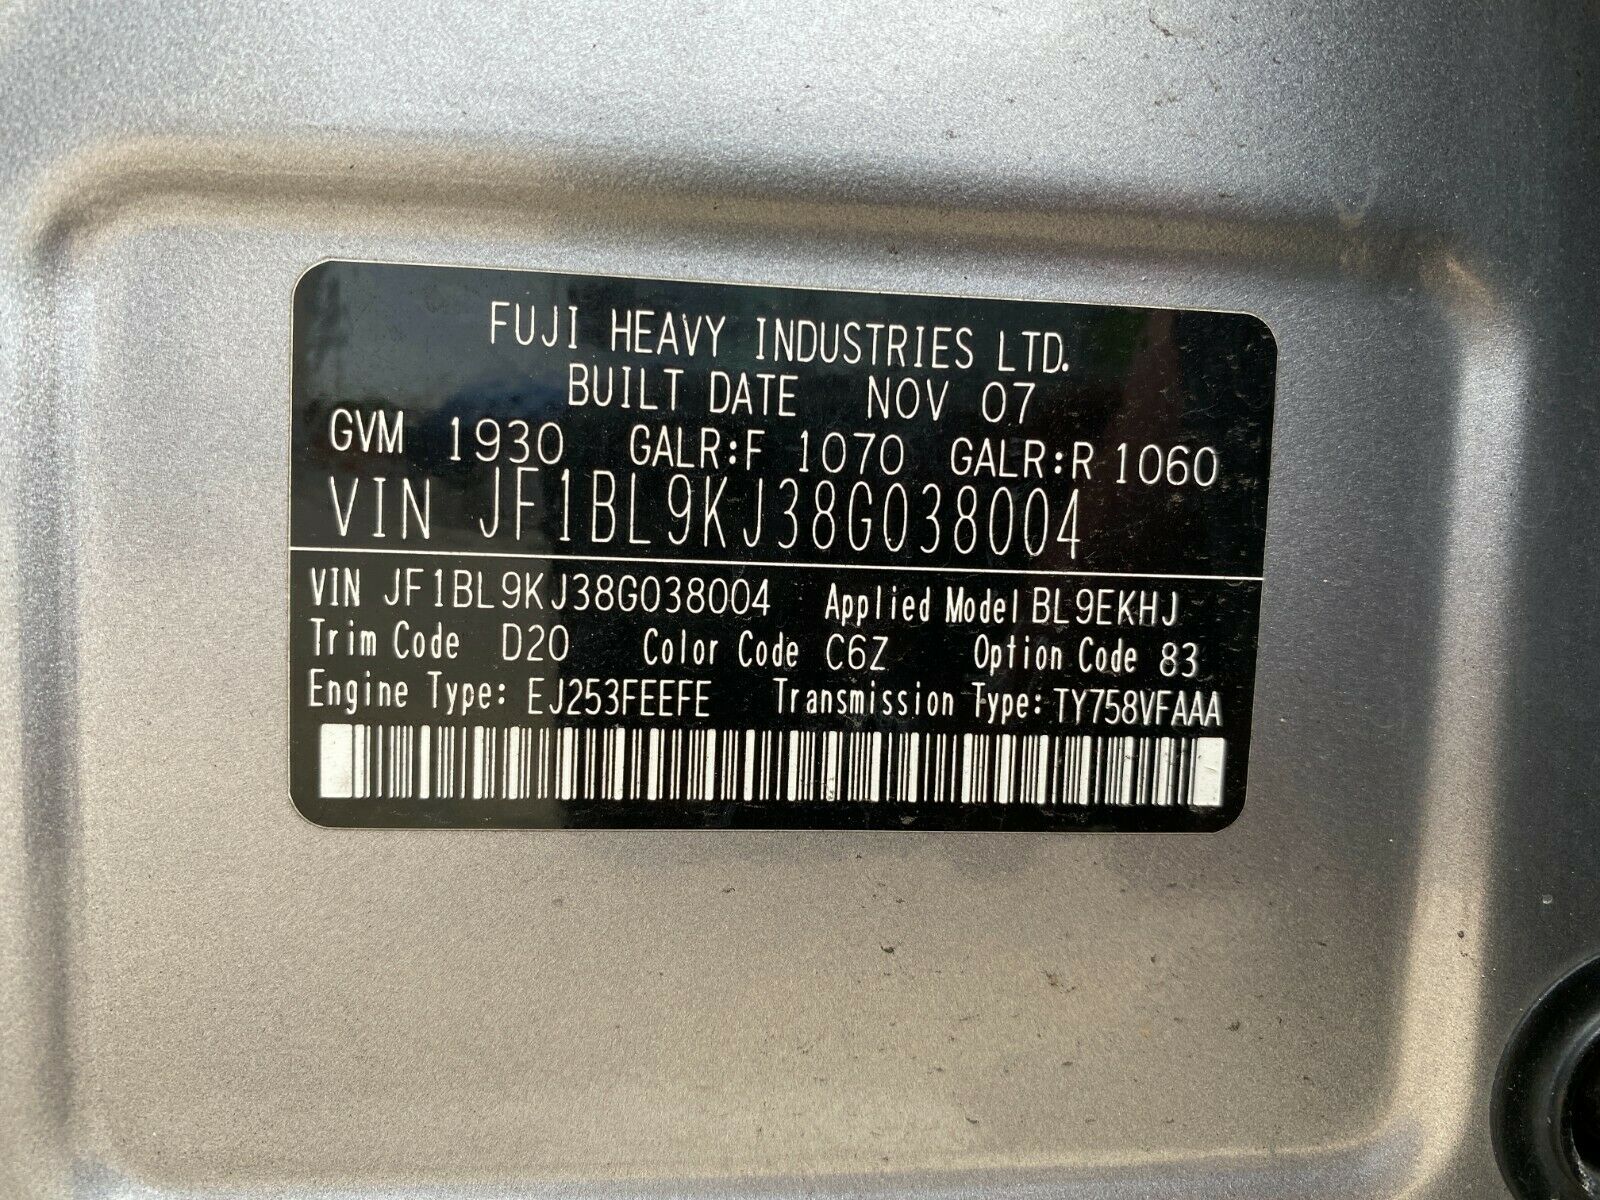 FUJI HEAVY INDUSTRIES LTD.
BUILT DATE NOV 07
GVM 1930 GALR:F 1070 GALR:R 1060
VIN JF1BL9KJ38G038004
VIN JF1BL9KJ38G038004 Applied Model BL9EKHJ
Trim Code D20 Color Code C6Z Option Code 83
Engine Type: EJ253FEEFE Transmission Type: TY758VFAAA